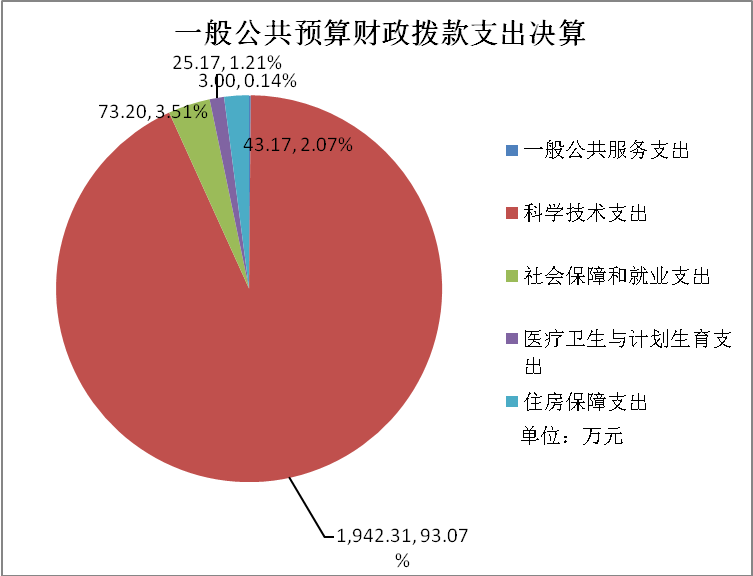 一般公共预算财政拨款支出决算
25.17, 1.21%
3.00, 0.14%
73.20, 3.51%
43.17, 2.07%
一般公共服务支出
科学技术支出
社会保障和就业支出
医疗卫生与计划生育支
出
住房保障支出
单位：万元
1,942.31, 93.07
%